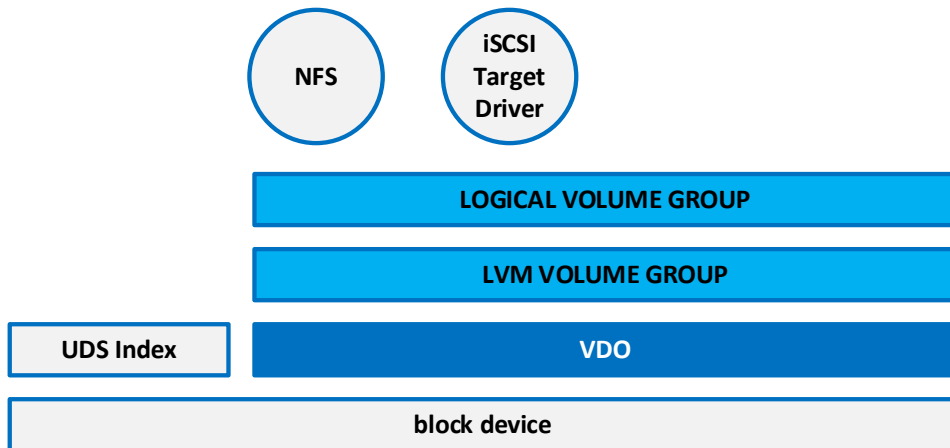 NFS
iSCSI
Target
Driver
LOGICAL VOLUME GROUP
LVM VOLUME GROUP
UDS Index
VDO
block device